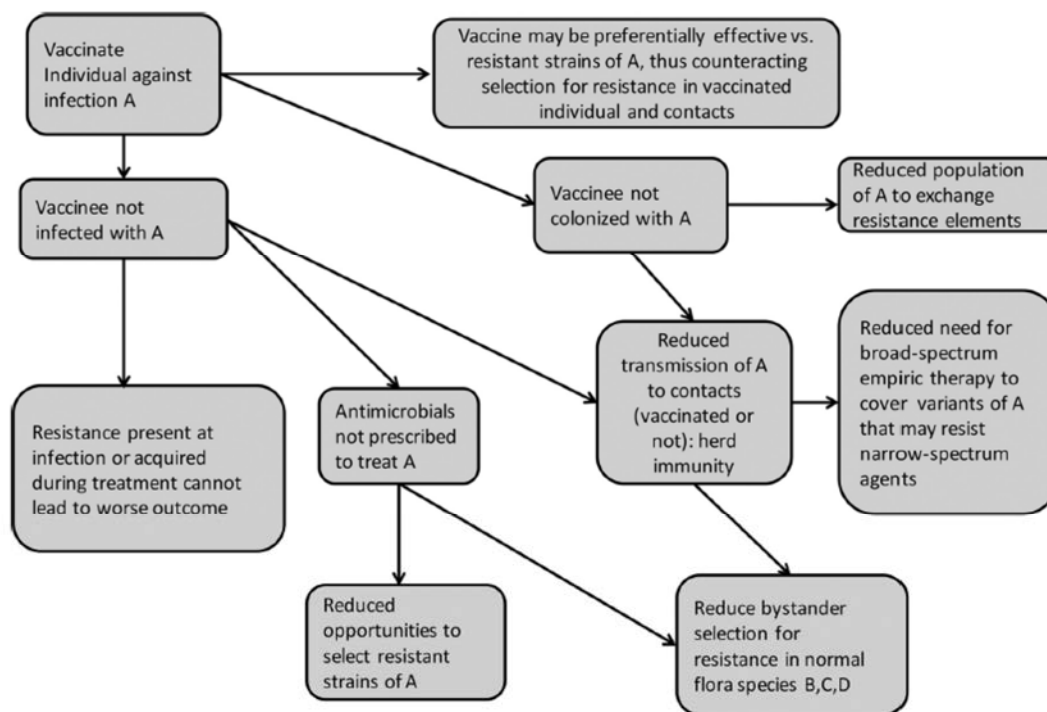 Vaccinate
Individual against
infection A
Vaccine may be preferentially effective vs.
resistant strains of A, thus counteracting
selection for resistance in vaccinated
individual and contacts
Vaccinee not
infected with A
Vaccinee not
colonized with A
Reduced population
of A to exchange
resistance elements
Resistance present at
infection or acquired
during treatment cannot
lead to worse outcome
Antimicrobials
not prescribed
to treat A
Reduced
transmission of A
to contacts
(vaccinated or
not): herd
immunity
Reduced need for
broad-spectrum
empiric therapy to
cover variants of A
that may resist
narrow-spectrum
agents
Reduced
opportunities to
select resistant
strains of A
Reduce bystander
selection for
resistance in normal
flora species B,C,D